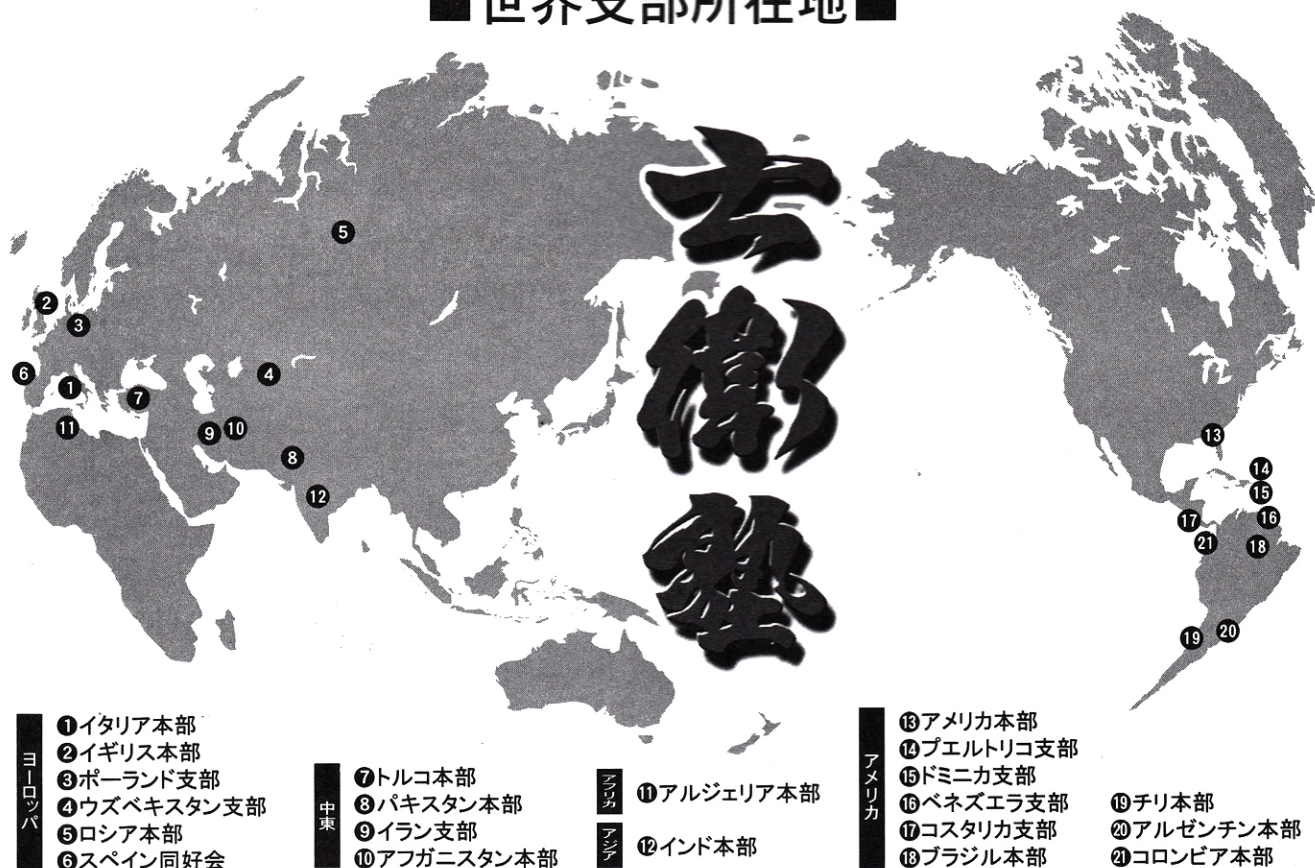 ■世界支部所在地■
士衛塾
ヨーロッパ
❶イタリア本部
❷イギリス本部
❸ポーランド支部
❹ウズベキスタン支部
❺ロシア本部
❻スペイン同好会
中東
❼トルコ本部
❽パキスタン本部
❾イラン支部
❿アフガニスタン本部
アフリカ
⓫アルジェリア本部
アジア
⓬インド本部
アメリカ
⓭アメリカ本部
⓮プエルトリコ支部
⓯ドミニカ支部
⓰ベネズエラ支部
⓱コスタリカ支部
⓲ブラジル本部
⓳チリ本部
⓴アルゼンチン本部
㉑コロンビア本部